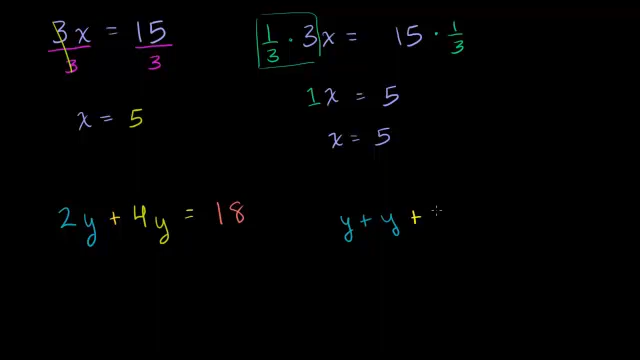 3x = 15
3 3
x = 5
1/3 · 3x = 15 · 1/3
1x = 5
x = 5
2y + 4y = 18
y + y +